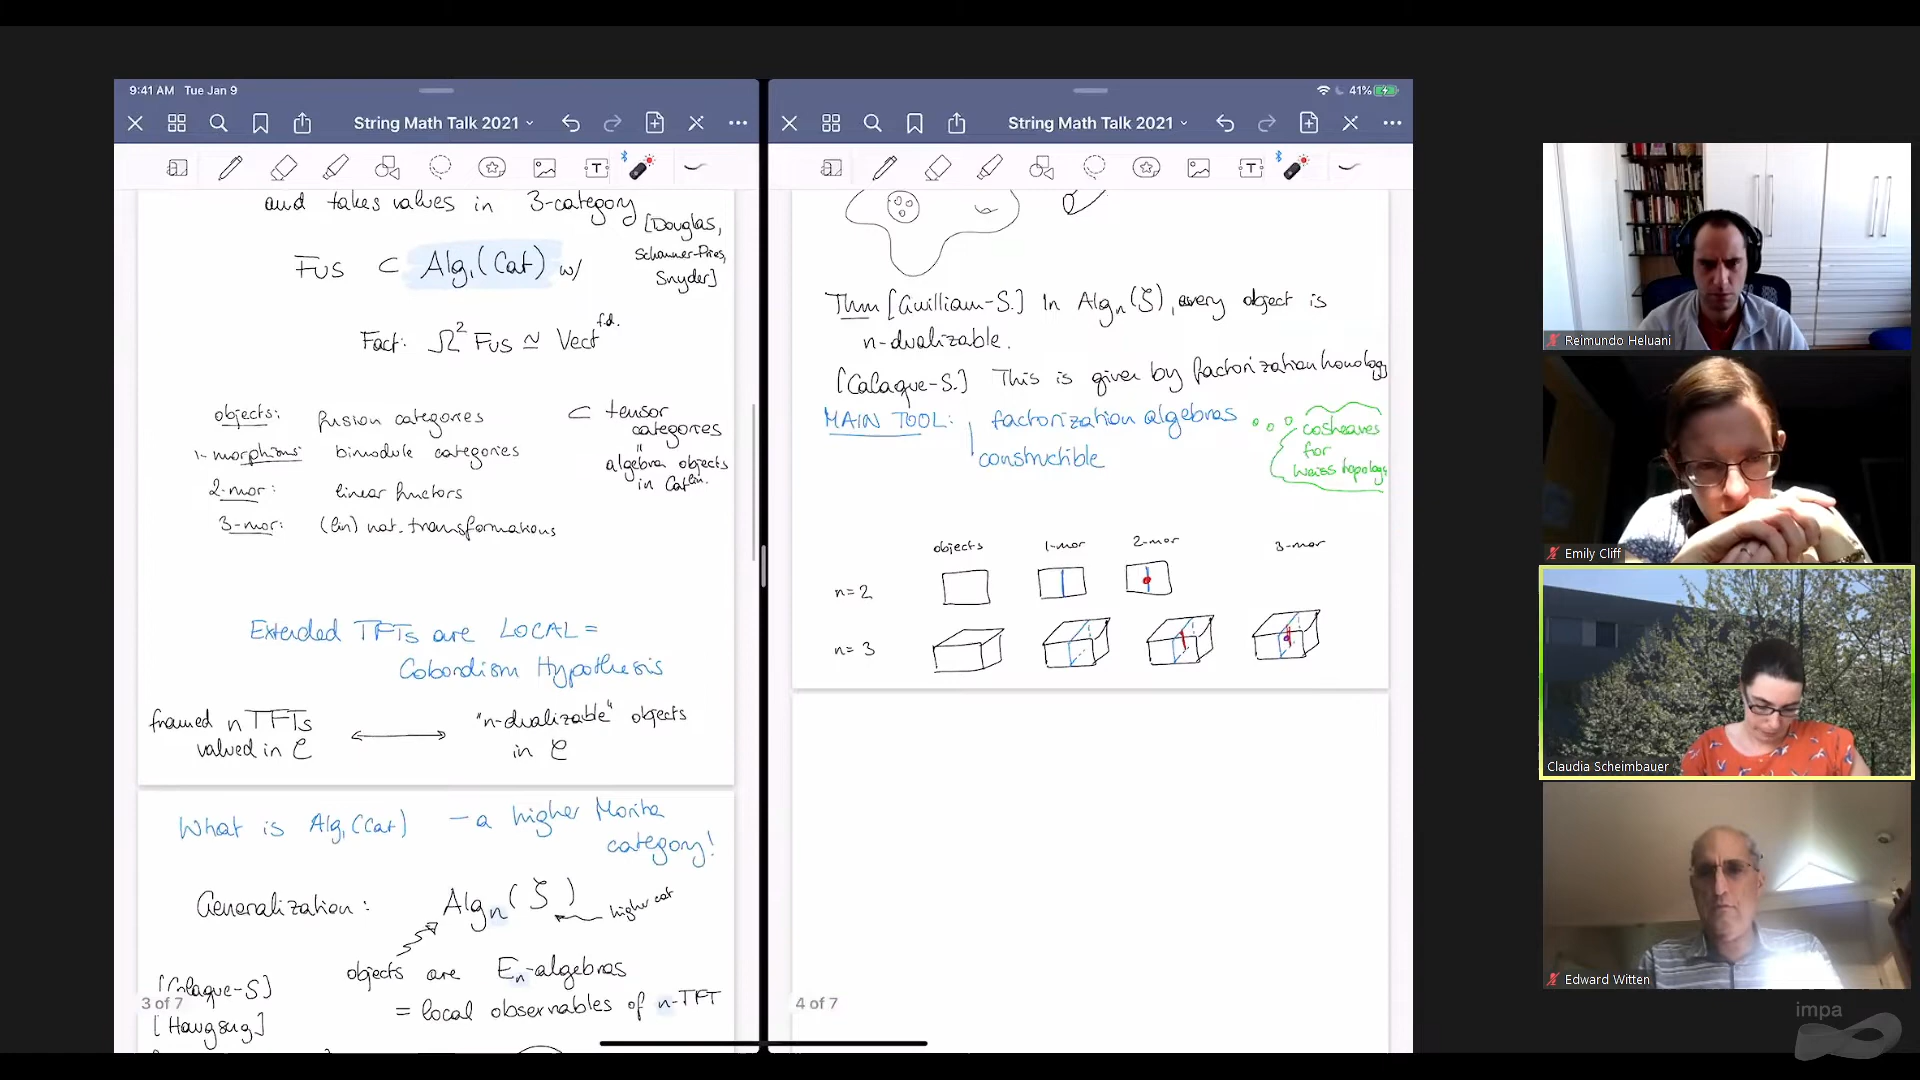 9:41 AM Tue Jan 9
String Math Talk 2021
and takes values in 3-category
[Douglas,
Schommer-Pries,
Snyder]
Fus ⊂ Alg₁(Cat) w/
Fact: Ω² Fus ≃ Vect^f.d.
objects: fusion categories
1-morphisms bimodule categories
2-mor: linear functors
3-mor: (lin) nat. transformations
⊂ tensor
categories
"
algebra objects
in Cat^lin.
Extended TFTs are LOCAL =
Cobordism Hypothesis
framed nTFTs
valued in C
"n-dualizable" objects
in C
What is Alg₁(Cat) — a higher Morita
category!
Generalization: Algₙ(S)
higher cat
objects are Eₙ-algebras
= local observables of n-TFT
[Calaque-S]
[Haugseng]
3 of 7
41%
String Math Talk 2021
Thm [Gwilliam-S.] In Algₙ(S), every object is
n-dualizable.
[Calaque-S.] This is given by factorization homology
MAIN TOOL: factorization algebras
constructible
cosheaves
for
Weiss topology
objects 1-mor 2-mor 3-mor
n=2
n=3
4 of 7
Reimundo Heluani
Emily Cliff
Claudia Scheimbauer
Edward Witten
impa